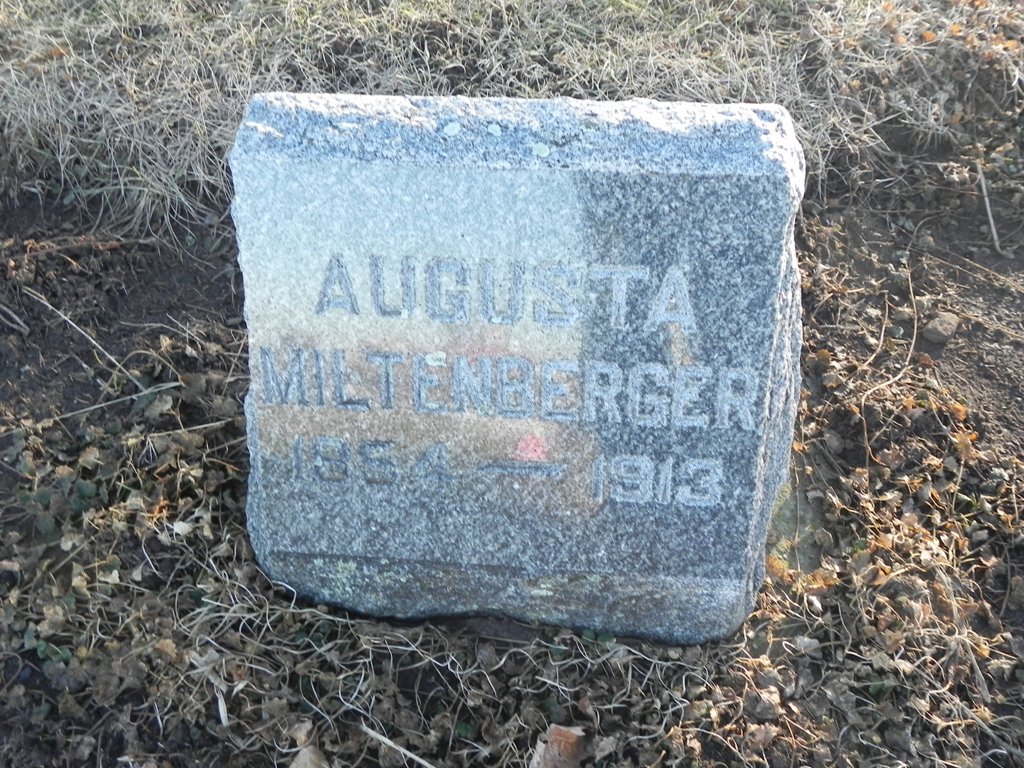 AUGUSTA
MILTENBERGER
1854 — 1913